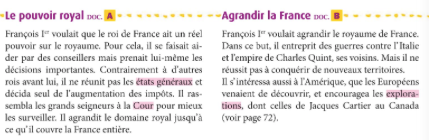 Le pouvoir royal DOC. A
François Iᵉʳ voulait que le roi de France ait un réel
pouvoir sur le royaume. Pour cela, il se faisait ai-
der par des conseillers mais prenait lui-même les
décisions importantes. Contrairement à d'autres
rois avant lui, il ne réunit pas les états généraux et
décida seul de l'augmentation des impôts. Il ras-
sembla les grands seigneurs à la Cour pour mieux
les surveiller. Il agrandit le domaine royal jusqu'à
ce qu'il couvre la France entière.
Agrandir la France DOC. B
François Iᵉʳ voulait agrandir le royaume de France.
Dans ce but, il entreprit des guerres contre l'Italie
et l'empire de Charles Quint, ses voisins. Mais il ne
réussit pas à conquérir de nouveaux territoires.
Il s'intéressa aussi à l'Amérique, que les Européens
venaient de découvrir, et encouragea les explora-
tions, dont celles de Jacques Cartier au Canada
(voir page 72).